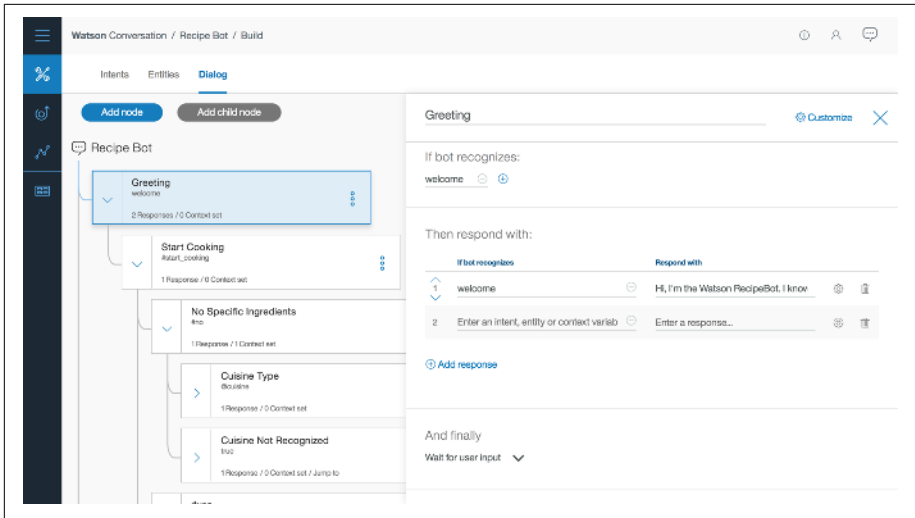 Watson Conversation / Recipe Bot / Build
Intents Entities Dialog
Add node Add child node
Recipe Bot
Greeting
welcome
2 Responses / 0 Context set
Start Cooking
#start_cooking
1 Response / 0 Context set
No Specific Ingredients
#no
1 Response / 1 Context set
Cuisine Type
@cuisine
1 Response / 0 Context set
Cuisine Not Recognized
true
1 Response / 0 Context set / Jump to
Greeting
Customize
If bot recognizes:
welcome
Then respond with:
If bot recognizes Respond with
1 welcome Hi, I'm the Watson RecipeBot. I know
2 Enter an intent, entity or context variab Enter a response...
Add response
And finally
Wait for user input